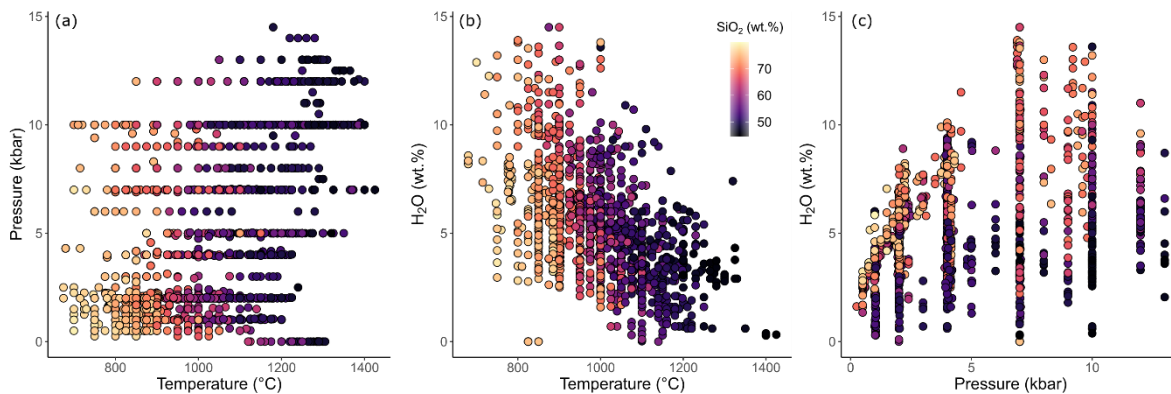 (a)
15
10
5
0
Pressure (kbar)
800 1000 1200 1400
Temperature (°C)
(b)
15
10
5
0
H₂O (wt.%)
SiO₂ (wt.%)
70
60
50
800 1000 1200 1400
Temperature (°C)
(c)
15
10
5
0
H₂O (wt.%)
0 5 10
Pressure (kbar)